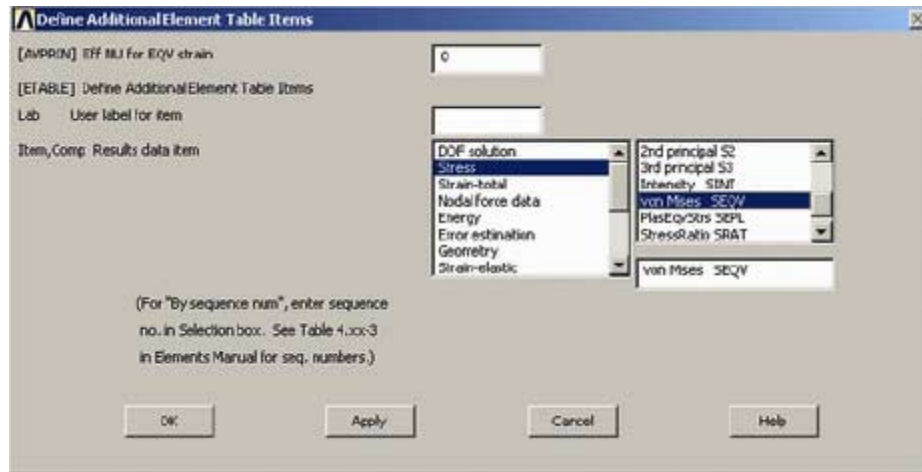 Define Additional Element Table Items
[AVPRIN] Eff NU for EQV strain
0
[ETABLE] Define Additional Element Table Items
Lab User label for item
Item,Comp Results data item
DOF solution
Stress
Strain-total
Nodal force data
Energy
Error estimation
Geometry
Strain-elastic
2nd principal S2
3rd principal S3
Intensity SINT
von Mises SEQV
PlasEqvStrs SEPL
StressRatio SRAT
von Mises SEQV
(For "By sequence num", enter sequence
no. in Selection box. See Table 4.xx-3
in Elements Manual for seq. numbers.)
OK
Apply
Cancel
Help